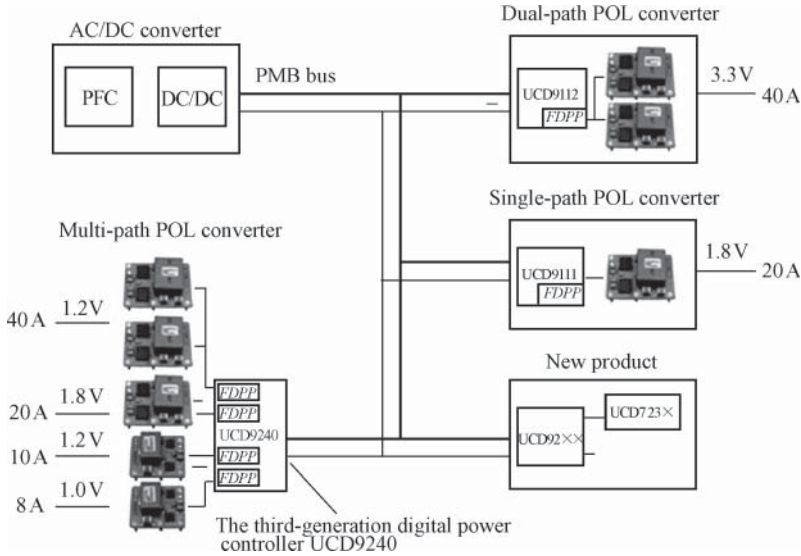 AC/DC converter
PFC
DC/DC
PMB bus
Dual-path POL converter
UCD9112
FDPP
3.3V
40A
Single-path POL converter
UCD9111
FDPP
1.8V
20A
Multi-path POL converter
40A
1.2V
20A
1.8V
10A
1.2V
8A
1.0V
FDPP
FDPP
UCD9240
FDPP
FDPP
New product
UCD92××
UCD723×
The third-generation digital power
controller UCD9240